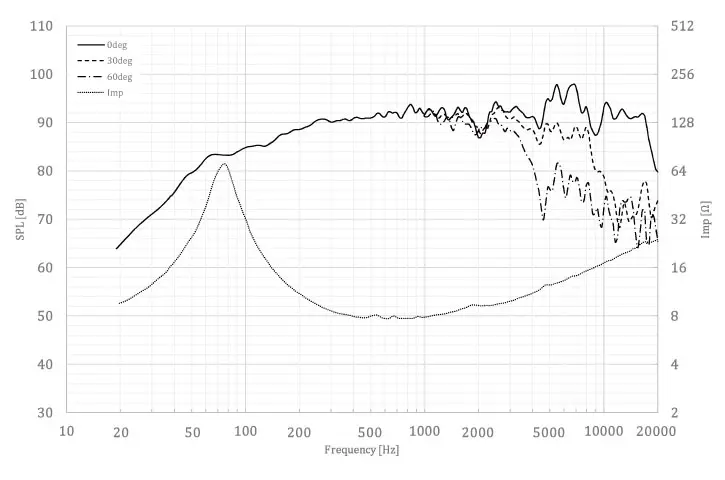 110
100
90
80
70
60
50
40
30
SPL [dB]
0deg
30deg
60deg
Imp
512
256
128
64
32
16
8
4
2
Imp [Ω]
10 20 50 100 200 500 1000 2000 5000 10000 20000
Frequency [Hz]